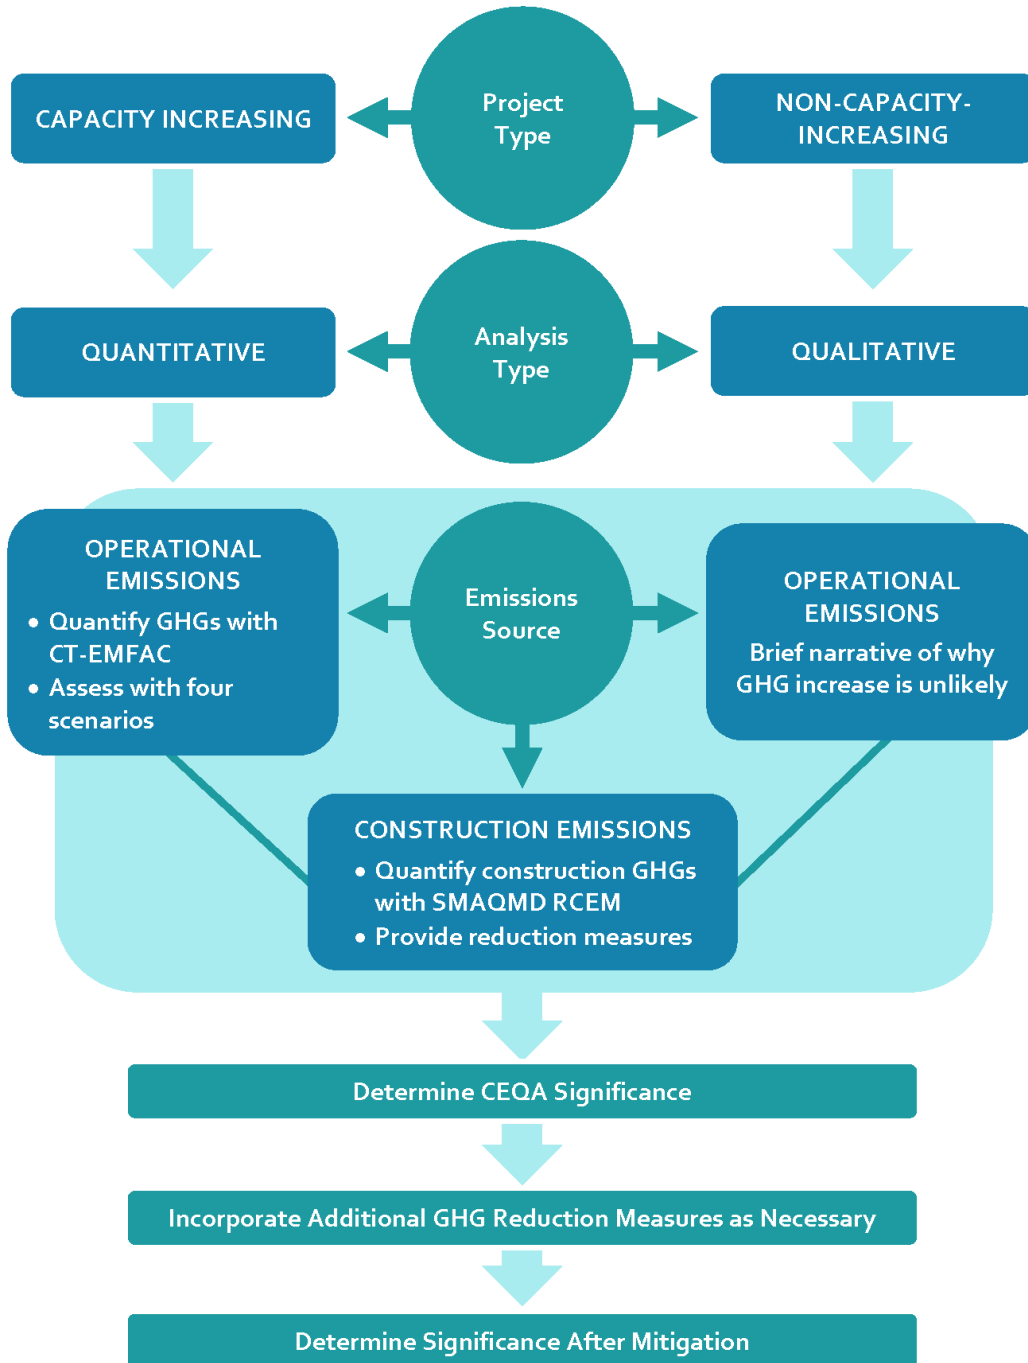 Project
Type
CAPACITY INCREASING
NON-CAPACITY-
INCREASING
Analysis
Type
QUANTITATIVE
QUALITATIVE
Emissions
Source
OPERATIONAL
EMISSIONS
• Quantify GHGs with
CT-EMFAC
• Assess with four
scenarios
OPERATIONAL
EMISSIONS
Brief narrative of why
GHG increase is unlikely
CONSTRUCTION EMISSIONS
• Quantify construction GHGs
with SMAQMD RCEM
• Provide reduction measures
Determine CEQA Significance
Incorporate Additional GHG Reduction Measures as Necessary
Determine Significance After Mitigation